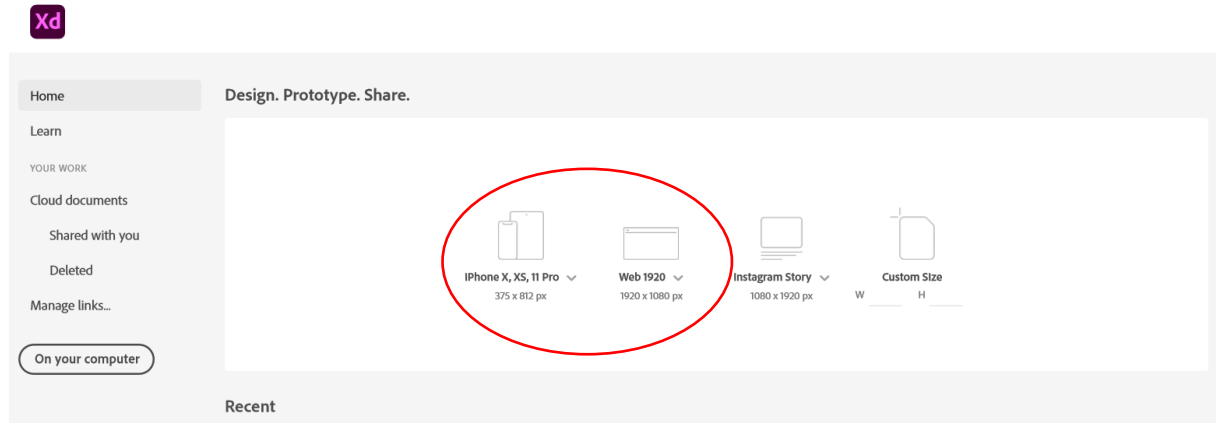 Xd
Home
Learn
YOUR WORK
Cloud documents
Shared with you
Deleted
Manage links...
On your computer
Design. Prototype. Share.
iPhone X, XS, 11 Pro
375 x 812 px
Web 1920
1920 x 1080 px
Instagram Story
1080 x 1920 px
Custom Size
W H
Recent